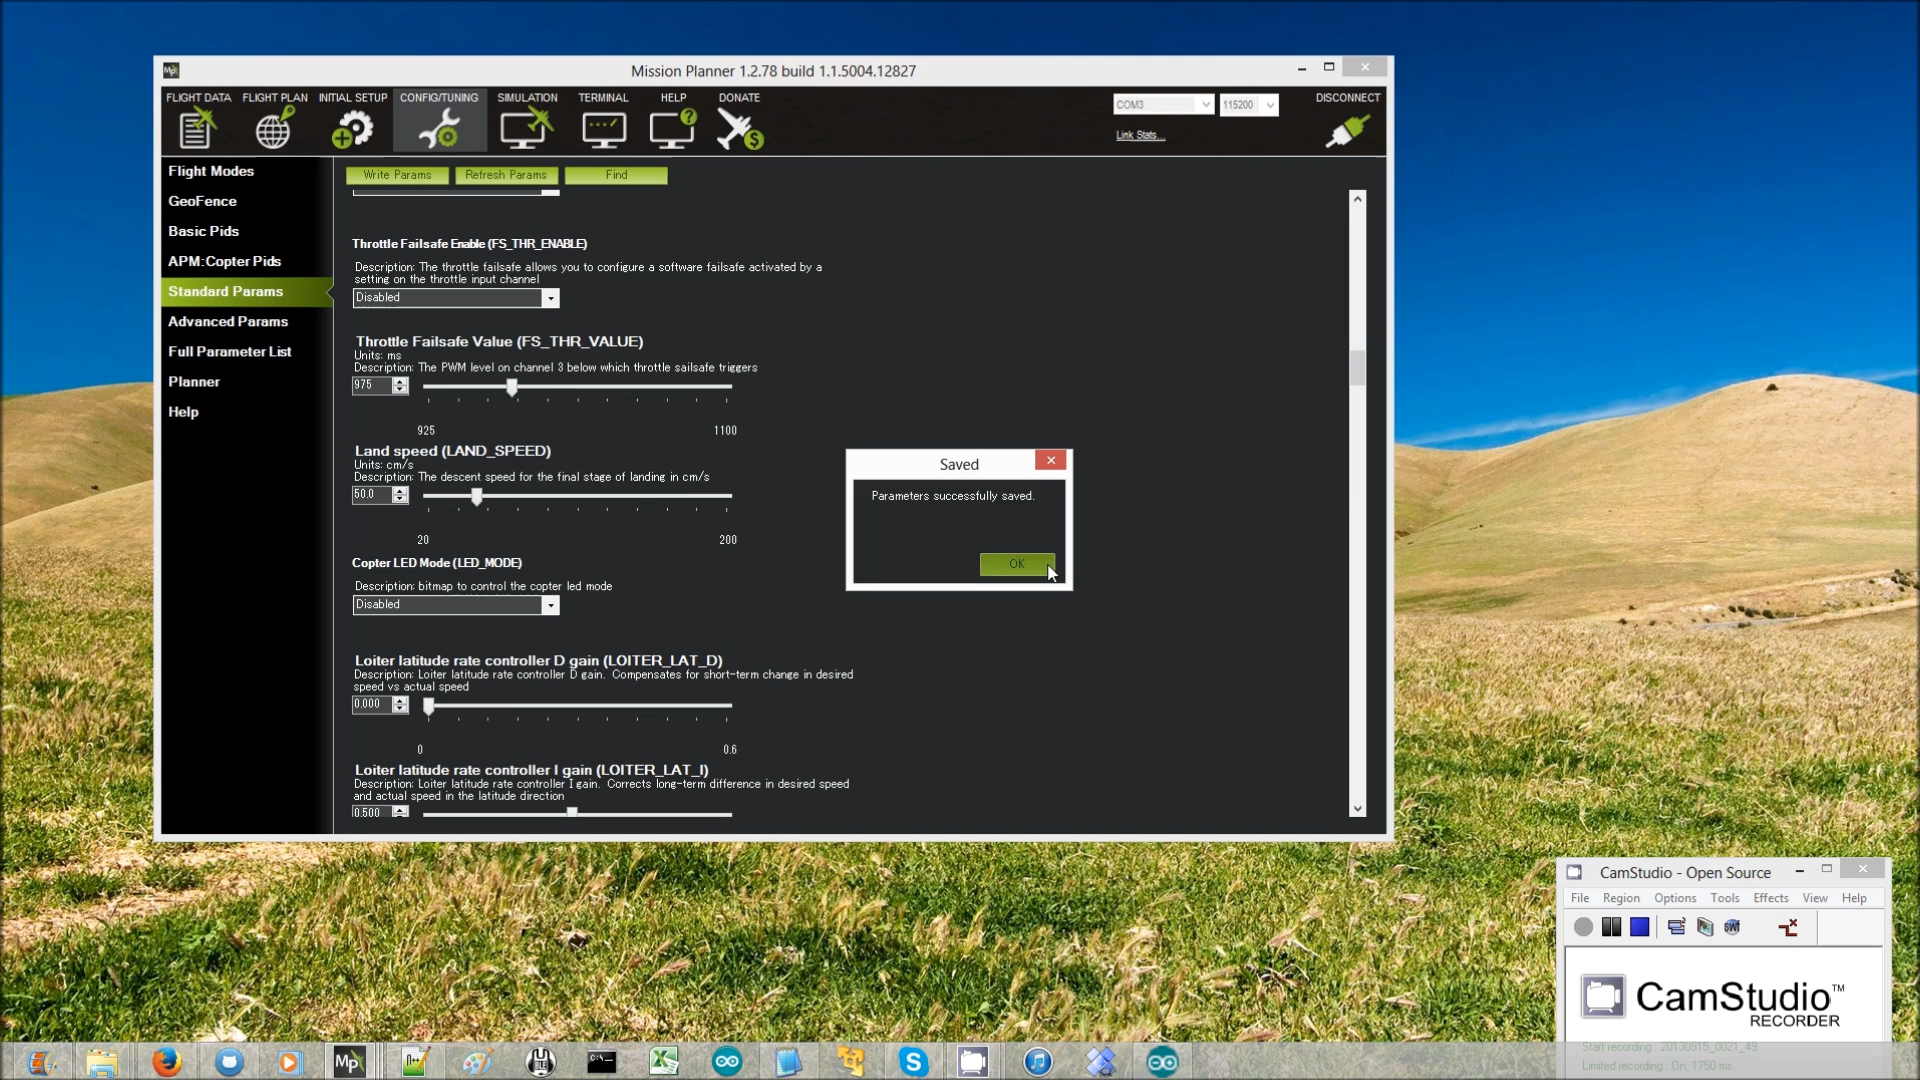 Mission Planner 1.2.78 build 1.1.5004.12827
FLIGHT DATA FLIGHT PLAN INITIAL SETUP CONFIG/TUNING SIMULATION TERMINAL HELP DONATE
COM3 115200 DISCONNECT
Link Stats...
Flight Modes
GeoFence
Basic Pids
APM:Copter Pids
Standard Params
Advanced Params
Full Parameter List
Planner
Help
Write Params Refresh Params Find
Throttle Failsafe Enable (FS_THR_ENABLE)
Description: The throttle failsafe allows you to configure a software failsafe activated by a
setting on the throttle input channel
Disabled
Throttle Failsafe Value (FS_THR_VALUE)
Units: ms
Description: The PWM level on channel 3 below which throttle sailsafe triggers
975
925 1100
Land speed (LAND_SPEED)
Units: cm/s
Description: The descent speed for the final stage of landing in cm/s
50.0
20 200
Copter LED Mode (LED_MODE)
Description: bitmap to control the copter led mode
Disabled
Loiter latitude rate controller D gain (LOITER_LAT_D)
Description: Loiter latitude rate controller D gain. Compensates for short-term change in desired
speed vs actual speed
0.000
0 0.6
Loiter latitude rate controller I gain (LOITER_LAT_I)
Description: Loiter latitude rate controller I gain. Corrects long-term difference in desired speed
and actual speed in the latitude direction
0.500
Saved
Parameters successfully saved.
OK
CamStudio - Open Source
File Region Options Tools Effects View Help
CamStudio™
RECORDER
Start recording : 20130915_0021_49
Limited recording : On, 1750 ms.